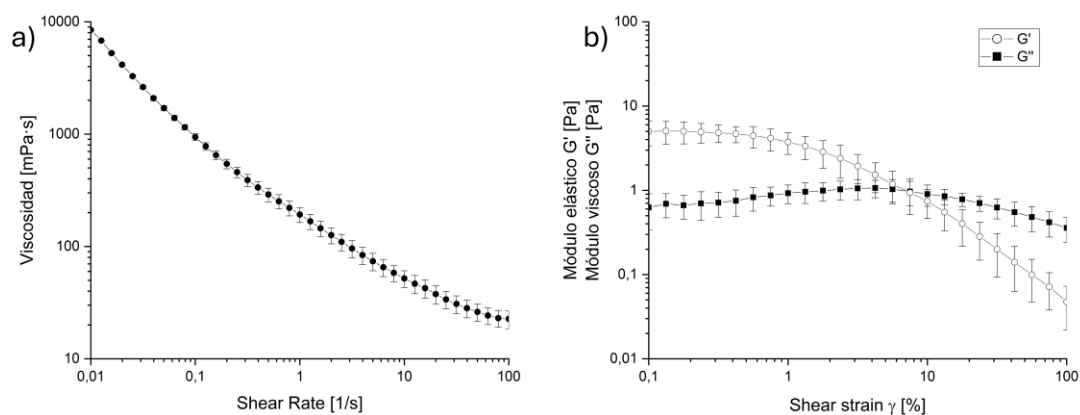 a)
10000
1000
100
10
Viscosidad [mPa·s]
0,01
0,1
1
10
100
Shear Rate [1/s]
b)
G'
G''
100
10
1
0,1
0,01
Módulo elástico G' [Pa]
Módulo viscoso G'' [Pa]
0,1
1
10
100
Shear strain γ [%]